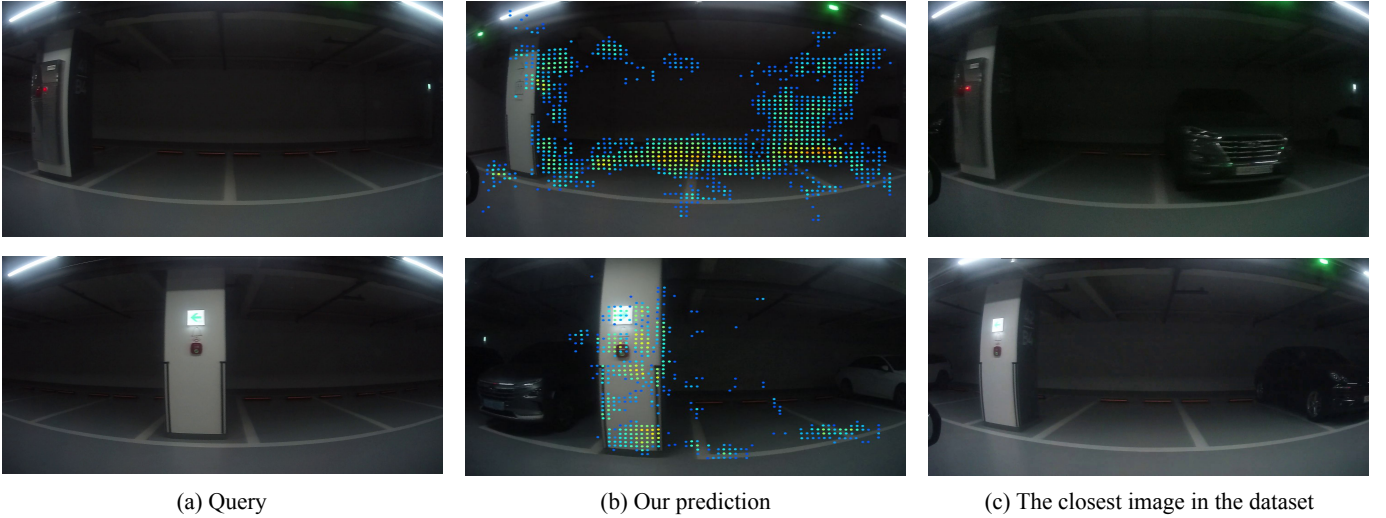 (a) Query
(b) Our prediction
(c) The closest image in the dataset